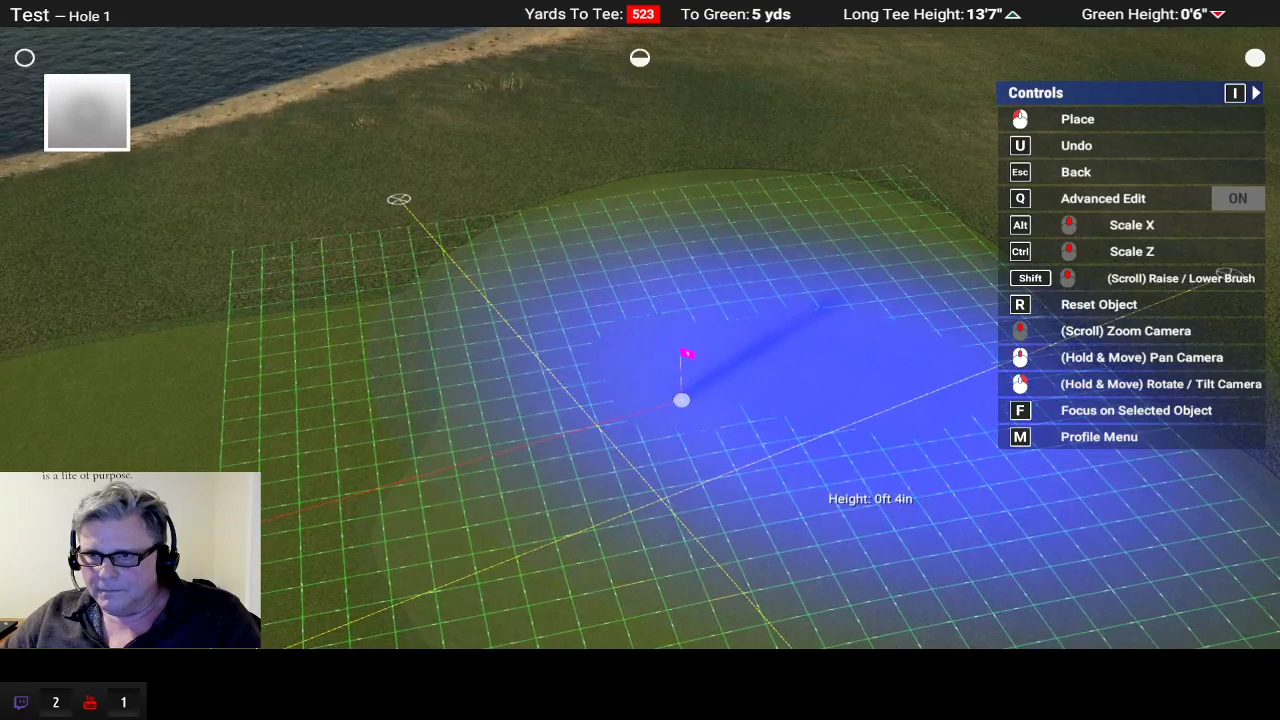 Test — Hole 1
Yards To Tee: 523
To Green: 5 yds
Long Tee Height: 13'7"
Green Height: 0'6"
Controls I
Place
U Undo
Esc Back
Q Advanced Edit ON
Alt Scale X
Ctrl Scale Z
Shift (Scroll) Raise / Lower Brush
R Reset Object
(Scroll) Zoom Camera
(Hold & Move) Pan Camera
(Hold & Move) Rotate / Tilt Camera
F Focus on Selected Object
M Profile Menu
is a life of purpose.
Height: 0ft 4in
2
You Tube 1